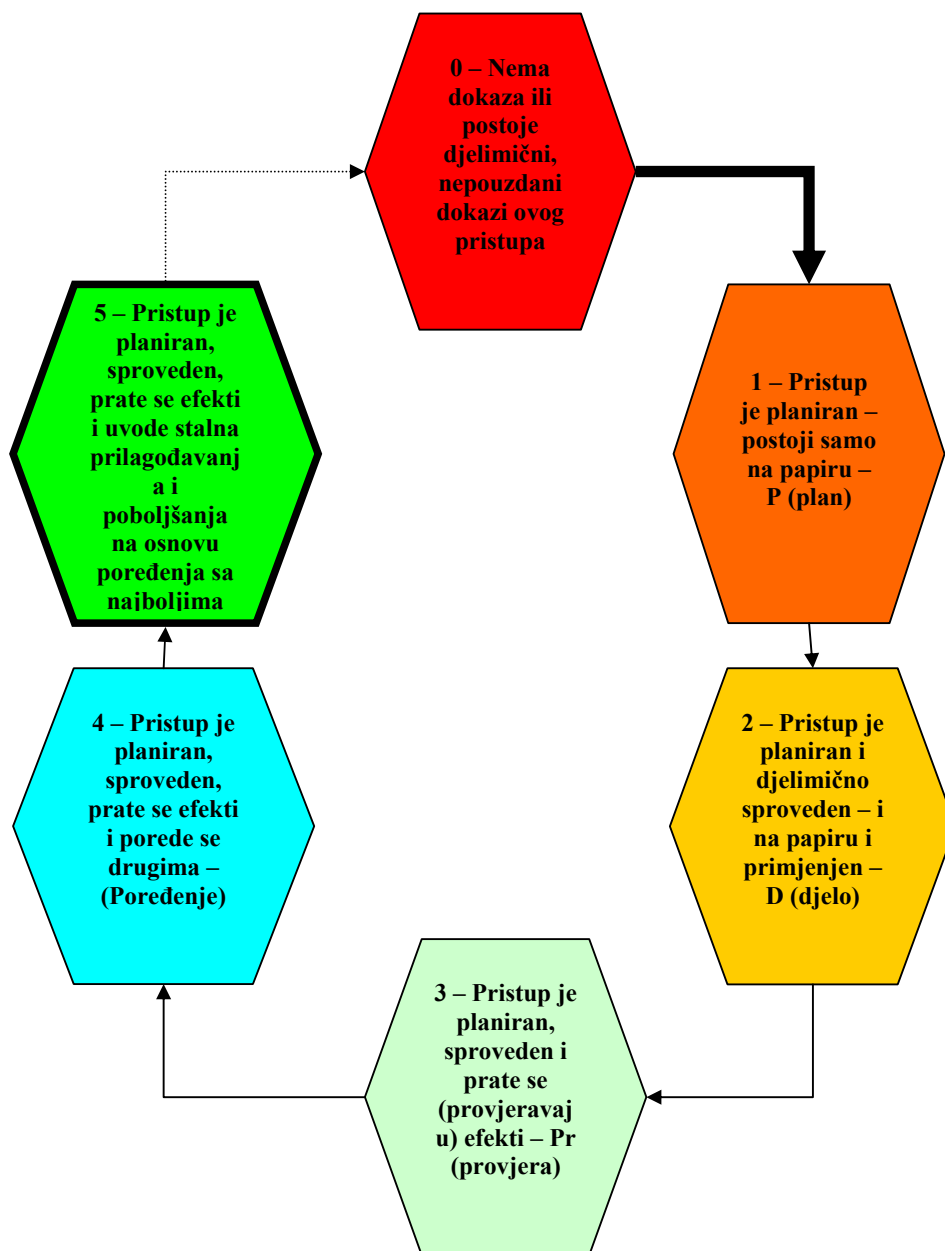 0 – Nema
dokaza ili
postoje
djelimični,
nepouzdani
dokazi ovog
pristupa
1 – Pristup
je planiran –
postoji samo
na papiru –
P (plan)
2 – Pristup je
planiran i
djelimično
sproveden – i
na papiru i
primjenjen –
D (djelo)
3 – Pristup je
planiran,
sproveden i
prate se
(provjeravaj
u) efekti – Pr
(provjera)
4 – Pristup je
planiran,
sproveden,
prate se efekti
i porede se
drugima –
(Poređenje)
5 – Pristup je
planiran,
sproveden,
prate se efekti
i uvode stalna
prilagođavanj
a i
poboljšanja
na osnovu
poređenja sa
najboljima